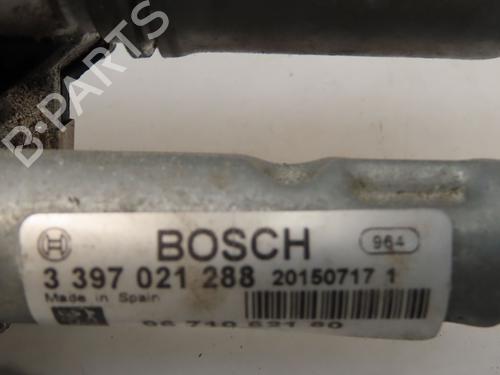 B-PARTS
BOSCH
964
3 397 021 288 20150717 1
Made in Spain